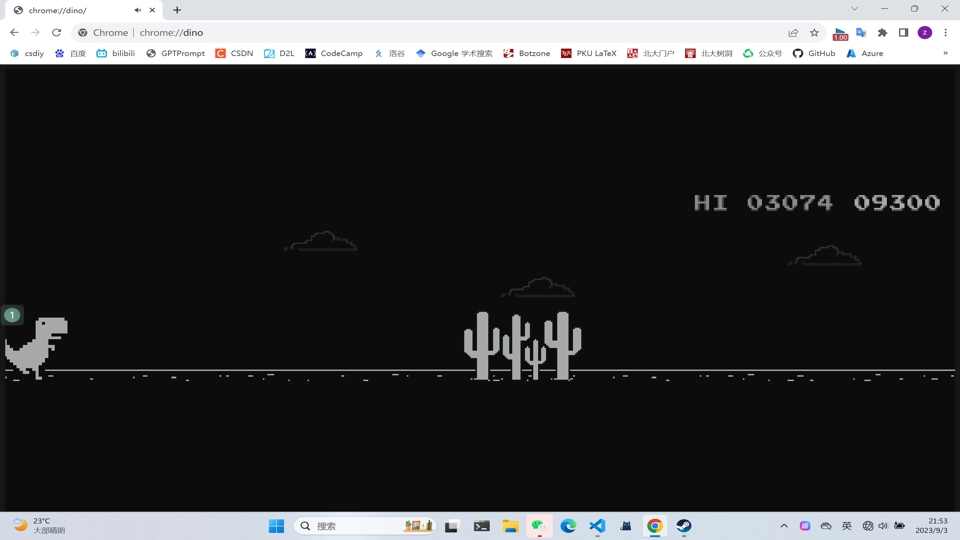 chrome://dino/
Chrome | chrome://dino
1.00
z
csdiy 百度 bilibili GPTPrompt CSDN D2L CodeCamp 洛谷 Google 学术搜索 Botzone PKU LaTeX 北大门户 北大树洞 公众号 GitHub Azure »
HI 03074 09300
1
23°C
大部晴朗
搜索
英
21:53
2023/9/3